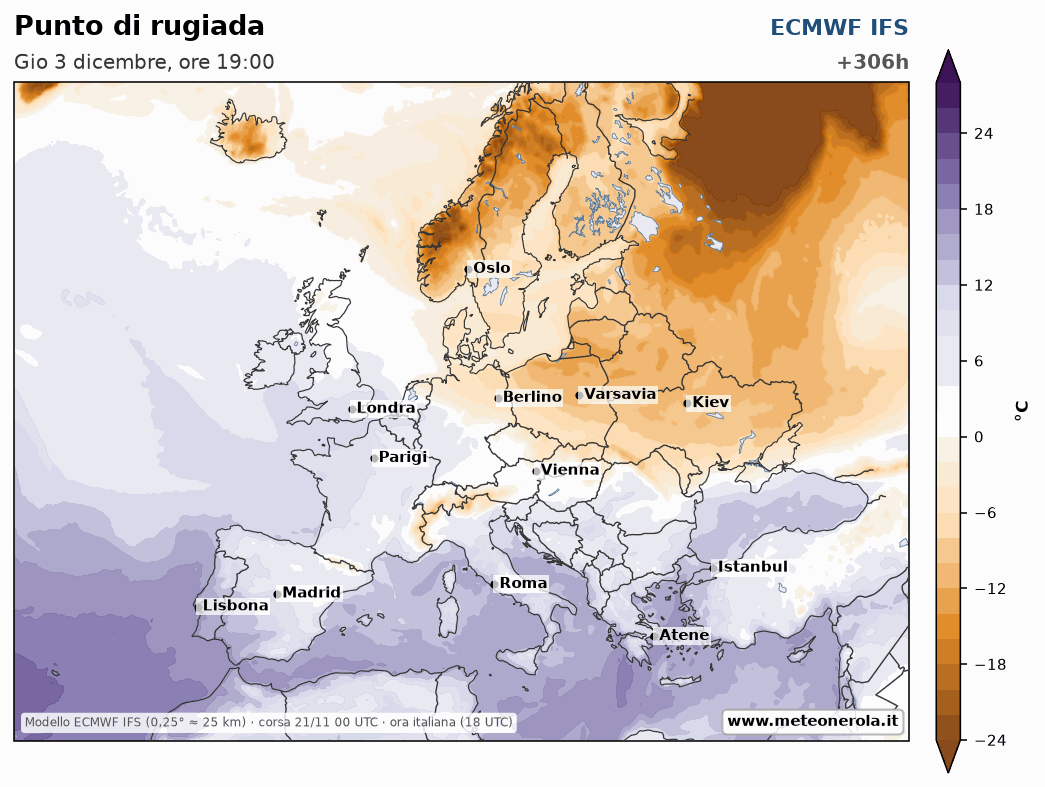 Punto di rugiada
ECMWF IFS
Gio 3 dicembre, ore 19:00
+306h
Oslo
Berlino
Varsavia
Kiev
Londra
Parigi
Vienna
Istanbul
Roma
Madrid
Lisbona
Atene
24
18
12
6
0
−6
−12
−18
−24
°C
Modello ECMWF IFS (0,25° ≈ 25 km) · corsa 21/11 00 UTC · ora italiana (18 UTC)
www.meteonerola.it